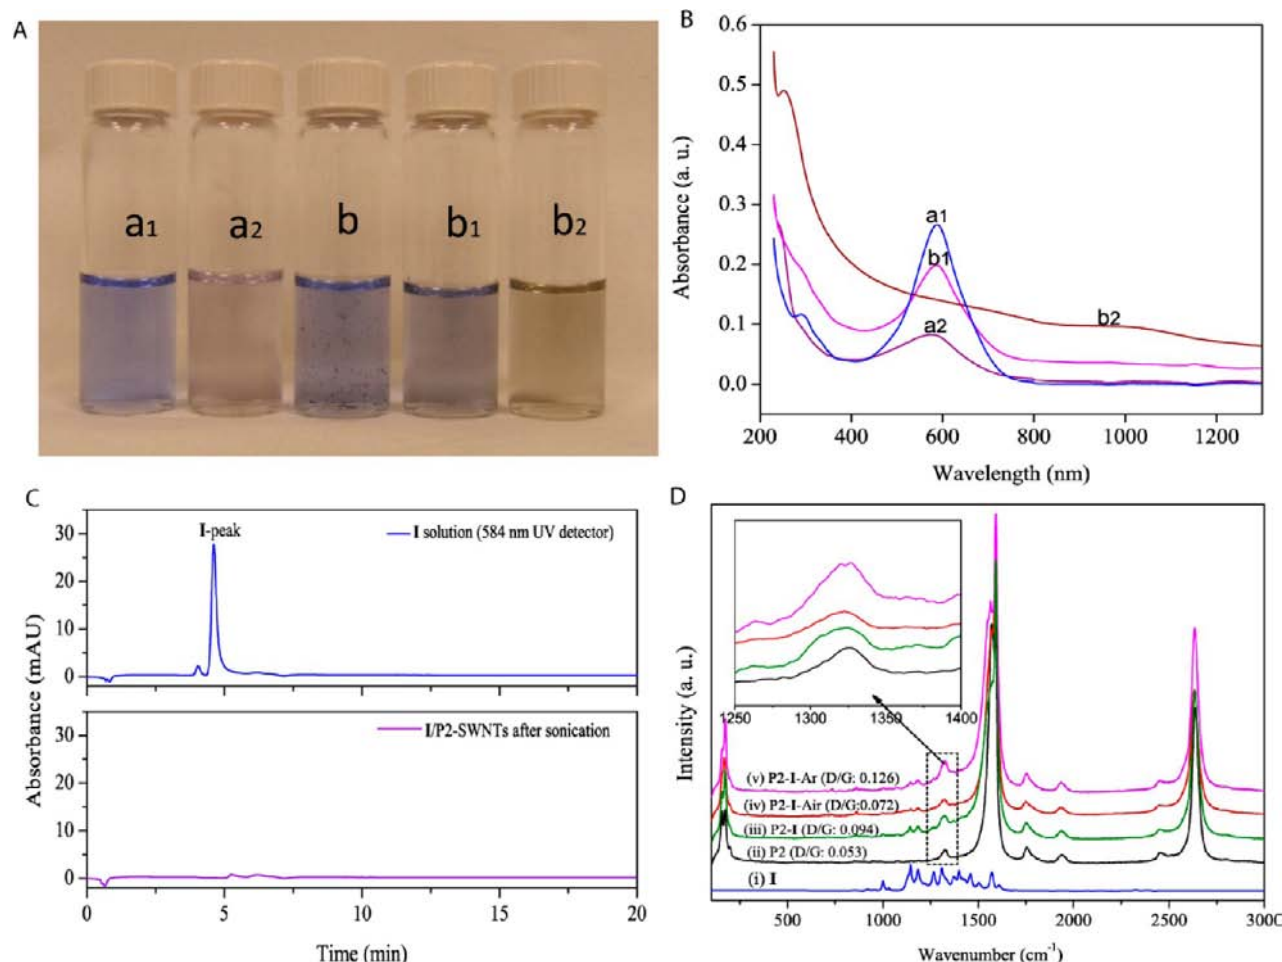 A
a1 a2 b b1 b2
B
0.6
0.5
0.4
0.3
0.2
0.1
0.0
Absorbance (a. u.)
a1
b1
a2
b2
200 400 600 800 1000 1200
Wavelength (nm)
C
30
20
10
0
I-peak
I solution (584 nm UV detector)
Absorbance (mAU)
30
20
10
0
I/P2-SWNTs after sonication
0 5 10 15 20
Time (min)
D
Intensity (a. u.)
1250 1300 1350 1400
(v) P2-I-Ar (D/G: 0.126)
(iv) P2-I-Air (D/G:0.072)
(iii) P2-I (D/G: 0.094)
(ii) P2 (D/G: 0.053)
(i) I
500 1000 1500 2000 2500 3000
Wavenumber (cm⁻¹)